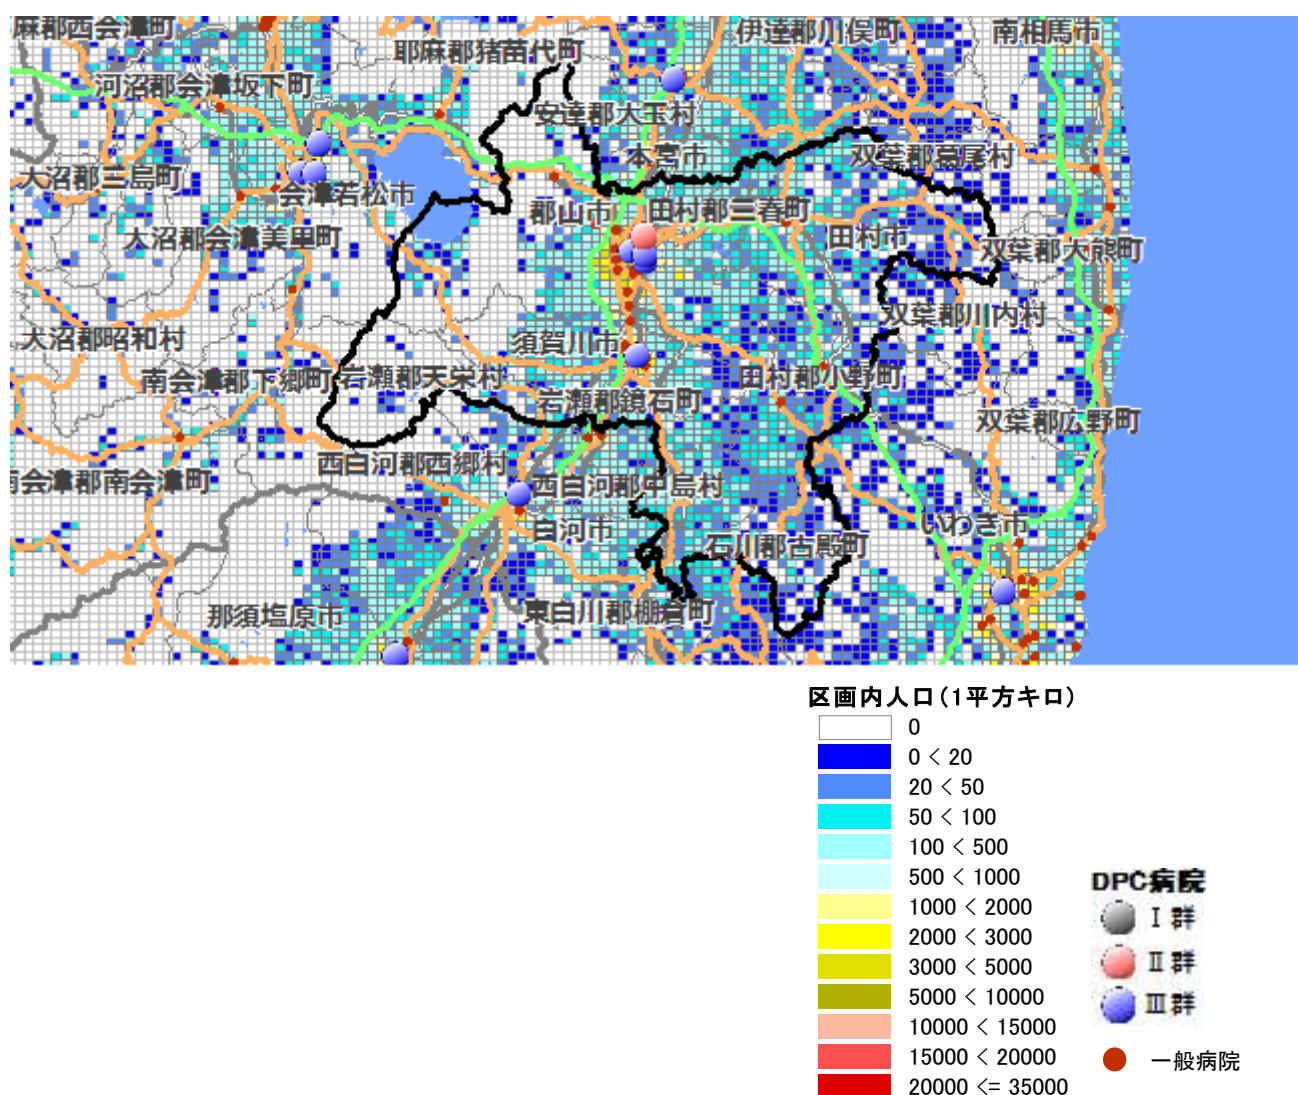 麻郡西会津町
伊達郡川俣町
南相馬市
耶麻郡猪苗代町
河沼郡会津坂下町
安達郡大玉村
本宮市
双葉郡葛尾村
大沼郡三島町
会津若松市
郡山市
田村郡三春町
大沼郡会津美里町
田村市
双葉郡大熊町
双葉郡川内村
大沼郡昭和村
須賀川市
南会津郡下郷町
岩瀬郡天栄村
田村郡小野町
岩瀬郡鏡石町
双葉郡広野町
西白河郡西郷村
南会津郡南会津町
西白河郡中島村
白河市
いわき市
石川郡古殿町
那須塩原市
東白川郡棚倉町
区画内人口(1平方キロ)
0
0 < 20
20 < 50
50 < 100
100 < 500
500 < 1000
1000 < 2000
2000 < 3000
3000 < 5000
5000 < 10000
10000 < 15000
15000 < 20000
20000 <= 35000
DPC病院
Ⅰ群
Ⅱ群
Ⅲ群
一般病院